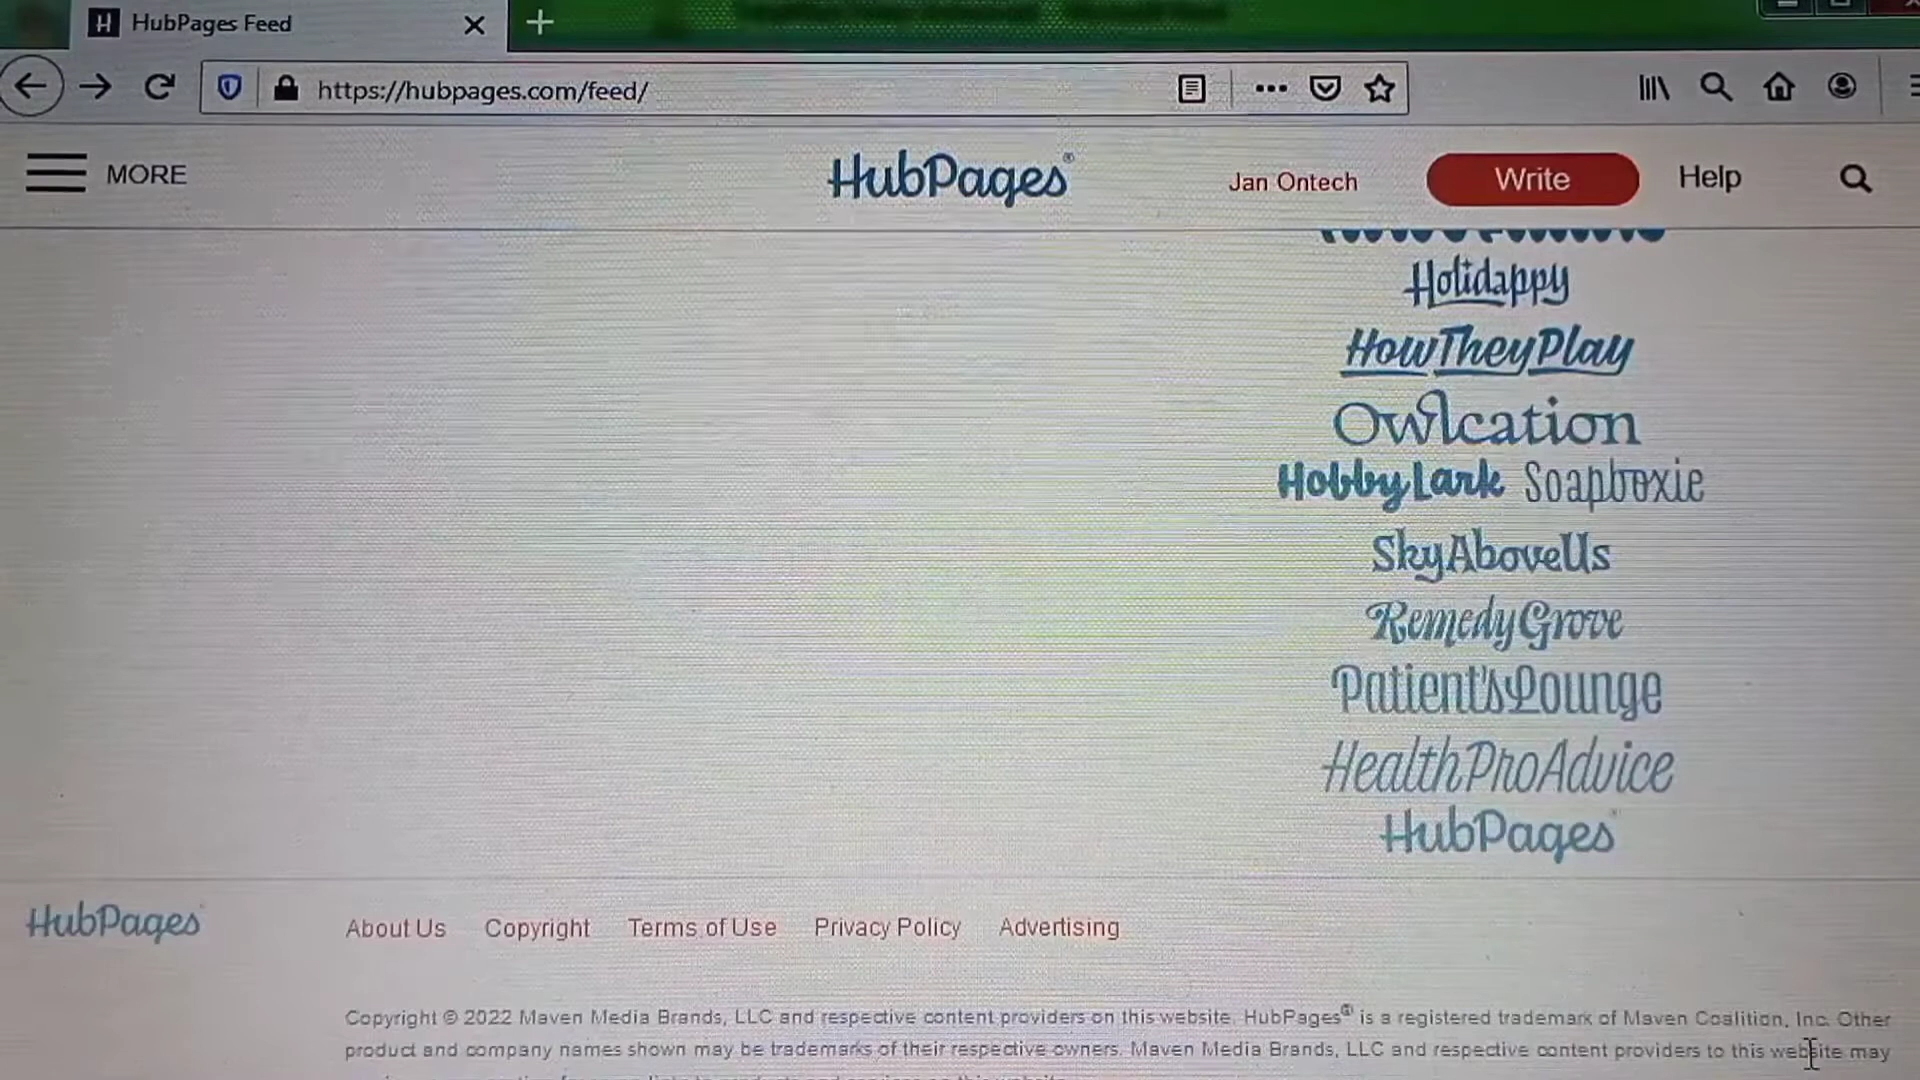 HubPages Feed
https://hubpages.com/feed/
MORE
HubPages®
Jan Ontech
Write
Help
Holidappy
HowTheyPlay
Owlcation
HobbyLark Soapboxie
SkyAboveUs
RemedyGrove
Patient'sLounge
HealthProAdvice
HubPages
HubPages
About Us Copyright Terms of Use Privacy Policy Advertising
Copyright © 2022 Maven Media Brands, LLC and respective content providers on this website. HubPages® is a registered trademark of Maven Coalition, Inc. Other
product and company names shown may be trademarks of their respective owners. Maven Media Brands, LLC and respective content providers to this website may